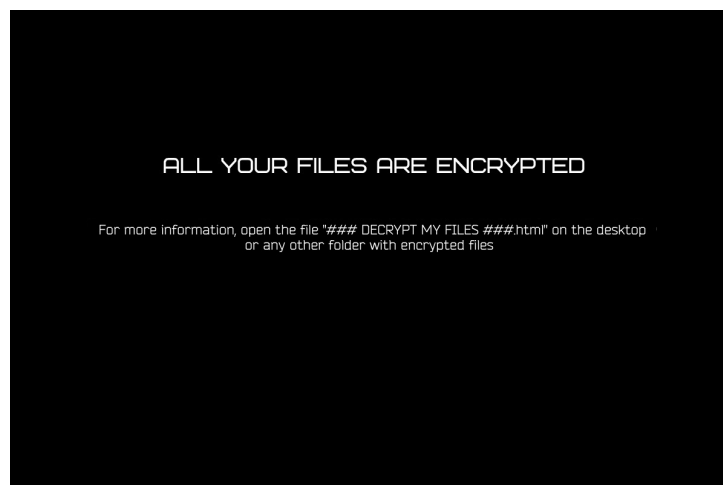 ALL YOUR FILES ARE ENCRYPTED
For more information, open the file "### DECRYPT MY FILES ###.html" on the desktop
or any other folder with encrypted files